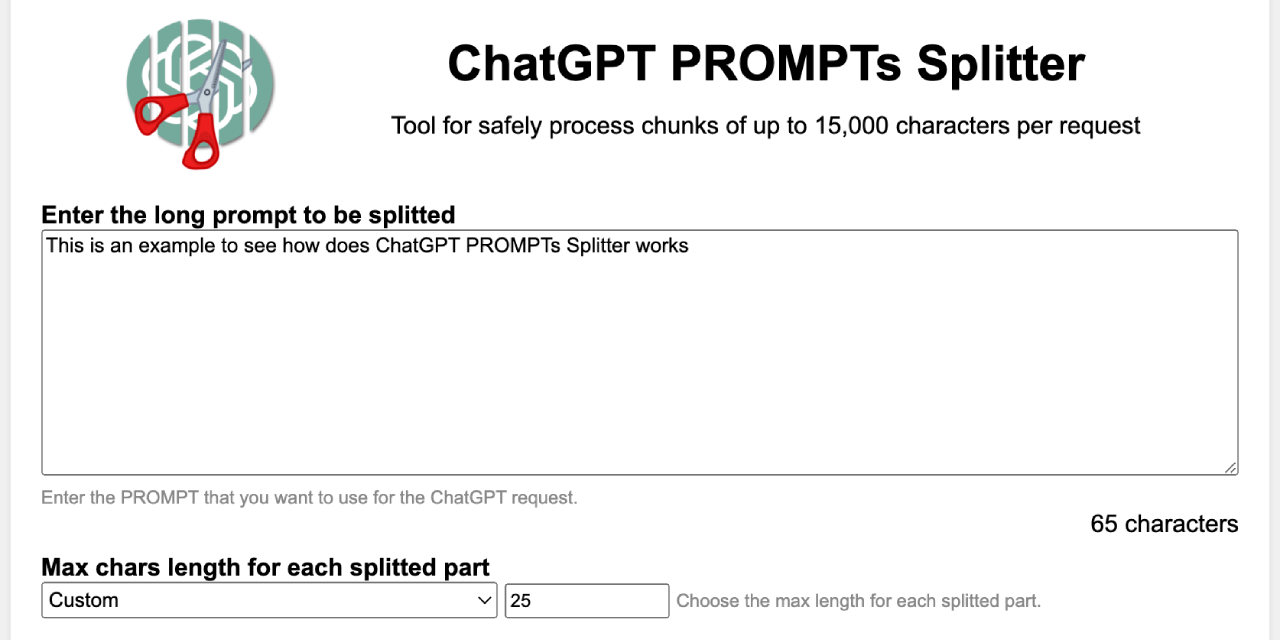 ChatGPT PROMPTs Splitter
Tool for safely process chunks of up to 15,000 characters per request
Enter the long prompt to be splitted
This is an example to see how does ChatGPT PROMPTs Splitter works
Enter the PROMPT that you want to use for the ChatGPT request.
65 characters
Max chars length for each splitted part
Custom 25 Choose the max length for each splitted part.